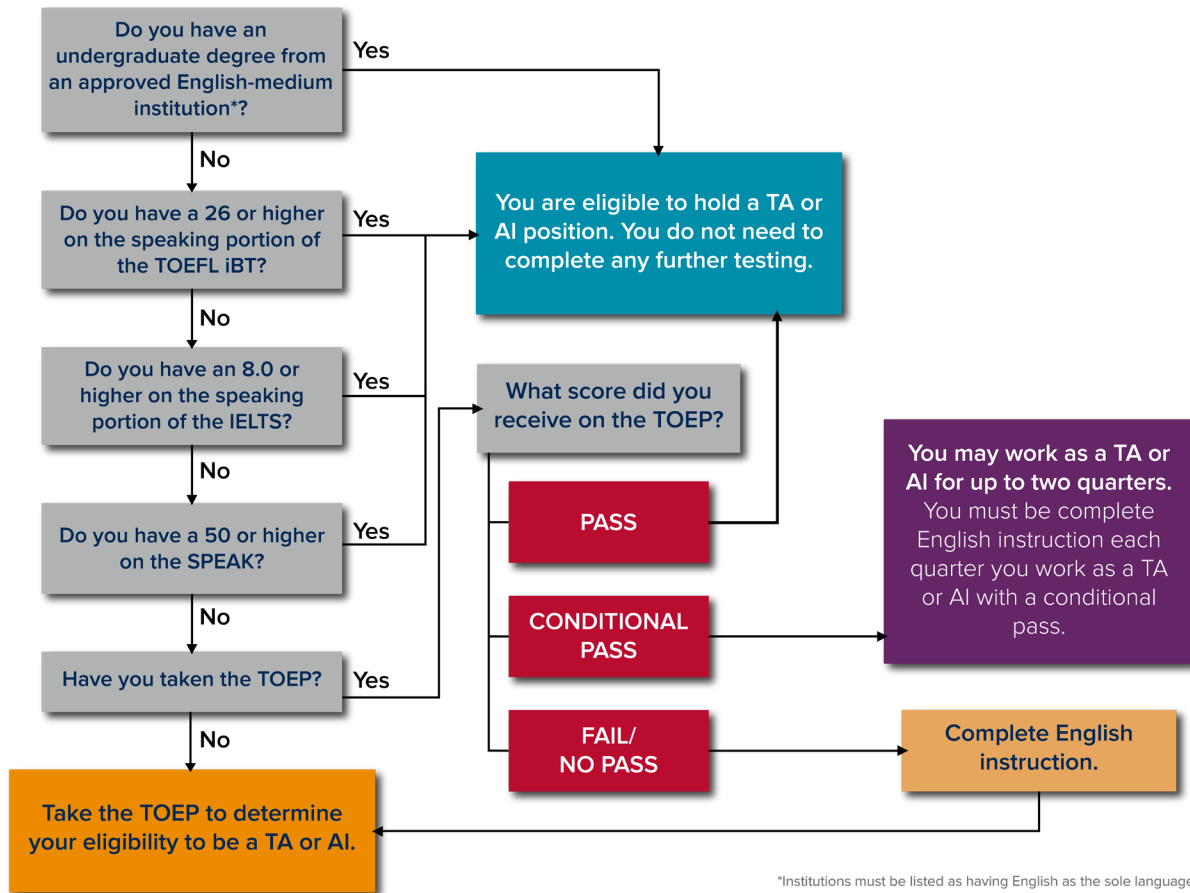 Do you have an
undergraduate degree from
an approved English-medium
institution*?
Yes
No
Do you have a 26 or higher
on the speaking portion of
the TOEFL iBT?
Yes
No
You are eligible to hold a TA or
AI position. You do not need to
complete any further testing.
Do you have an 8.0 or
higher on the speaking
portion of the IELTS?
Yes
No
Do you have a 50 or higher
on the SPEAK?
Yes
No
Have you taken the TOEP?
Yes
No
What score did you
receive on the TOEP?
PASS
CONDITIONAL
PASS
FAIL/
NO PASS
You may work as a TA or
AI for up to two quarters.
You must be complete
English instruction each
quarter you work as a TA
or AI with a conditional
pass.
Complete English
instruction.
Take the TOEP to determine
your eligibility to be a TA or AI.
*Institutions must be listed as having English as the sole language